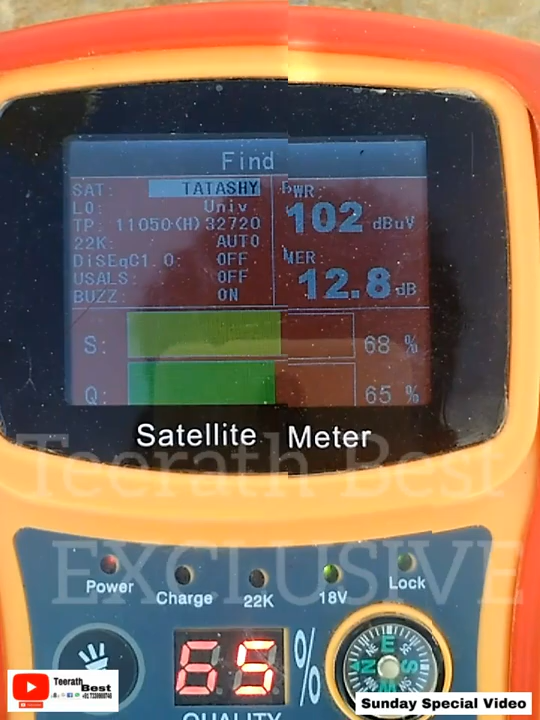 Find
SAT: TATASHY
LO: Univ.
TP: 11050(H)32720
22K: AUTO
DiSEqC1.0: OFF
USALS: OFF
BUZZ: ON
PWR:
102 dBuV
MER:
12.8 dB
S: 68 %
Q: 65 %
Satellite Meter
Teerath Best
EXCLUSIVE
Power
Charge
22K
18V
Lock
65 %
QUALITY
N E S
Teerath
Best
Sunday Special Video